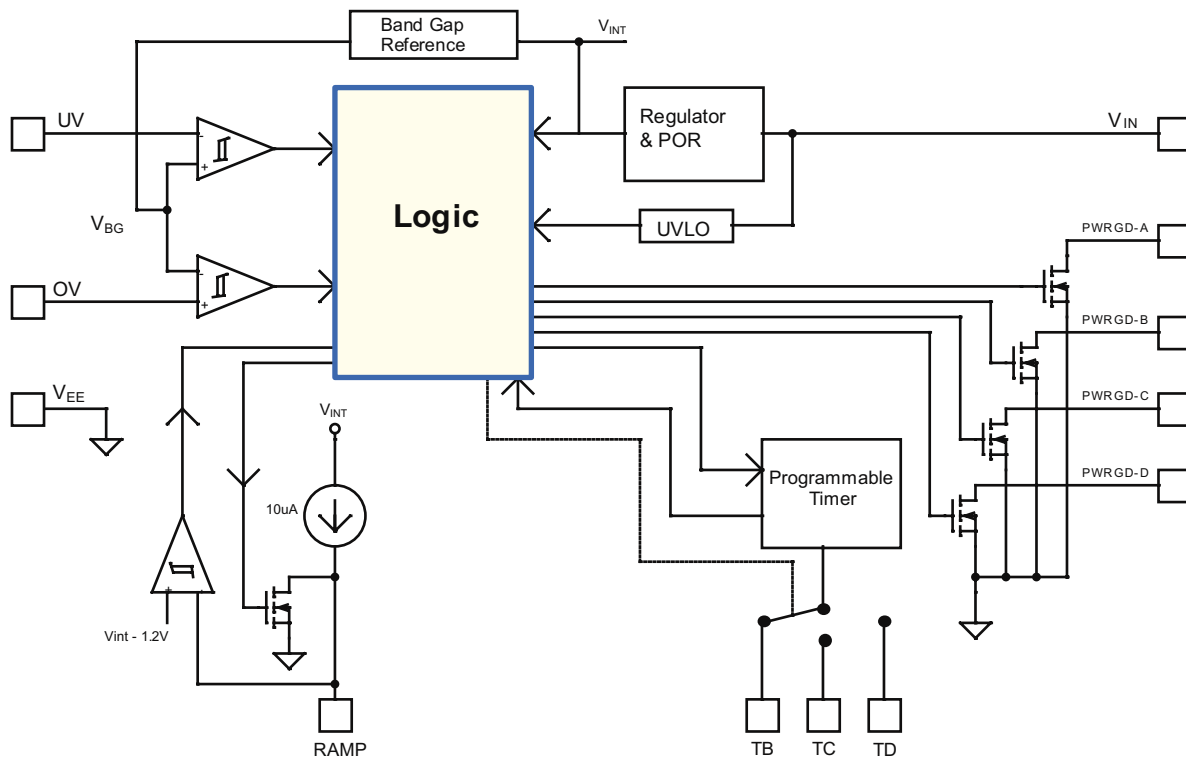 Band Gap
Reference
VINT
UV
-
+
Regulator
& POR
VIN
Logic
VBG
UVLO
PWRGD-A
-
+
OV
PWRGD-B
VEE
VINT
PWRGD-C
Programmable
Timer
PWRGD-D
10uA
+
-
Vint - 1.2V
RAMP
TB
TC
TD